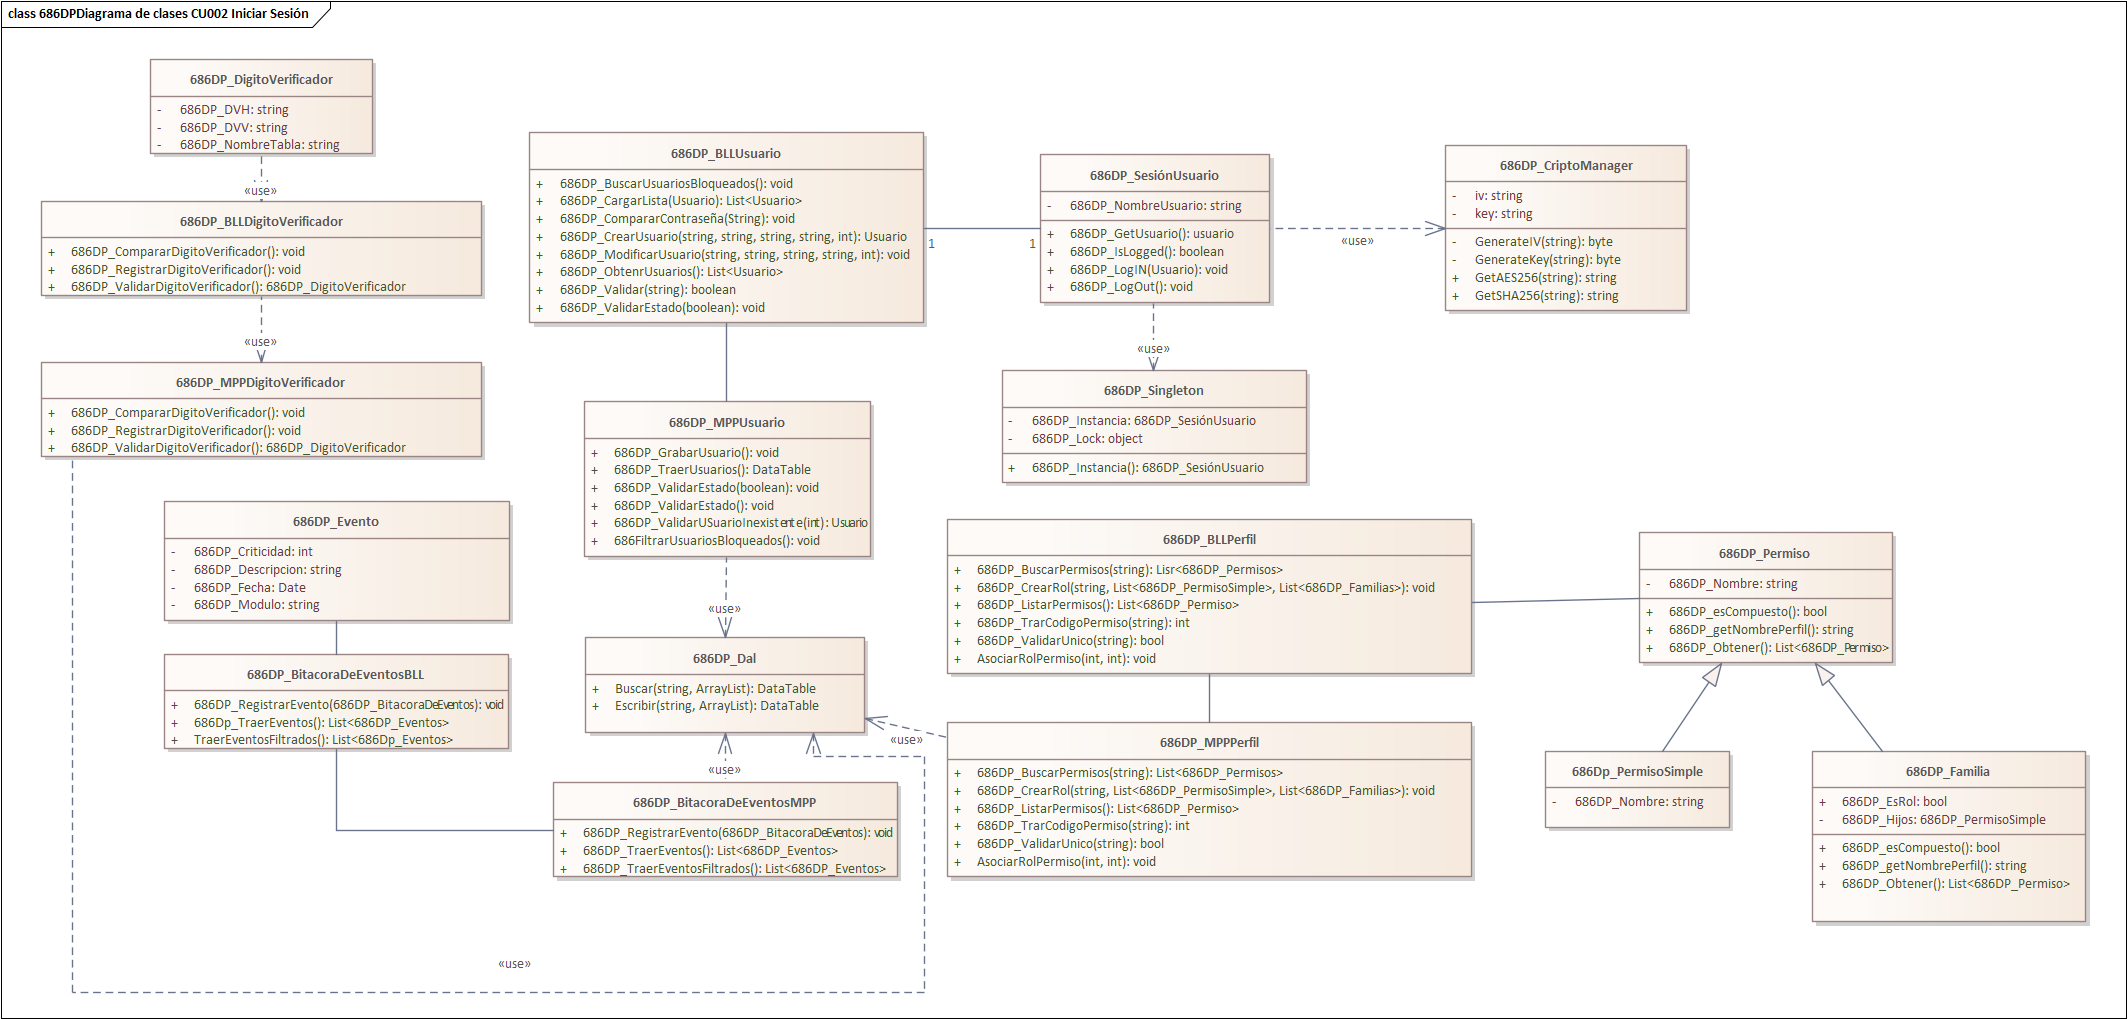 class 686DPDiagrama de clases CU002 Iniciar Sesión
686DP_DigitoVerificador
- 686DP_DVH: string
- 686DP_DVV: string
- 686DP_NombreTabla: string
«use»
686DP_BLLDigitoVerificador
+ 686DP_CompararDigitoVerificador(): void
+ 686DP_RegistrarDigitoVerificador(): void
+ 686DP_ValidarDigitoVerificador(): 686DP_DigitoVerificador
«use»
686DP_MPPDigitoVerificador
+ 686DP_CompararDigitoVerificador(): void
+ 686DP_RegistrarDigitoVerificador(): void
+ 686DP_ValidarDigitoVerificador(): 686DP_DigitoVerificador
686DP_BLLUsuario
+ 686DP_BuscarUsuariosBloqueados(): void
+ 686DP_CargarLista(Usuario): List<Usuario>
+ 686DP_CompararContraseña(String): void
+ 686DP_CrearUsuario(string, string, string, string, int): Usuario
+ 686DP_ModificarUsuario(string, string, string, string, int): void
+ 686DP_ObtenrUsuarios(): List<Usuario>
+ 686DP_Validar(string): boolean
+ 686DP_ValidarEstado(boolean): void
1
1
686DP_SesiónUsuario
- 686DP_NombreUsuario: string
+ 686DP_GetUsuario(): usuario
+ 686DP_IsLogged(): boolean
+ 686DP_LogIN(Usuario): void
+ 686DP_LogOut(): void
«use»
686DP_CriptoManager
- iv: string
- key: string
- GenerateIV(string): byte
- GenerateKey(string): byte
+ GetAES256(string): string
+ GetSHA256(string): string
«use»
686DP_Singleton
- 686DP_Instancia: 686DP_SesiónUsuario
- 686DP_Lock: object
+ 686DP_Instancia(): 686DP_SesiónUsuario
686DP_MPPUsuario
+ 686DP_GrabarUsuario(): void
+ 686DP_TraerUsuarios(): DataTable
+ 686DP_ValidarEstado(boolean): void
+ 686DP_ValidarEstado(): void
+ 686DP_ValidarUSuarioInexistente(int): Usuario
+ 686FiltrarUsuariosBloqueados(): void
«use»
686DP_Evento
- 686DP_Criticidad: int
- 686DP_Descripcion: string
- 686DP_Fecha: Date
- 686DP_Modulo: string
686DP_BitacoraDeEventosBLL
+ 686DP_RegistrarEvento(686DP_BitacoraDeEventos): void
+ 686Dp_TraerEventos(): List<686DP_Eventos>
+ TraerEventosFiltrados(): List<686Dp_Eventos>
686DP_Dal
+ Buscar(string, ArrayList): DataTable
+ Escribir(string, ArrayList): DataTable
«use»
«use»
686DP_BitacoraDeEventosMPP
+ 686DP_RegistrarEvento(686DP_BitacoraDeEventos): void
+ 686DP_TraerEventos(): List<686DP_Eventos>
+ 686DP_TraerEventosFiltrados(): List<686DP_Eventos>
686DP_BLLPerfil
+ 686DP_BuscarPermisos(string): Lisr<686DP_Permisos>
+ 686DP_CrearRol(string, List<686DP_PermisoSimple>, List<686DP_Familias>): void
+ 686DP_ListarPermisos(): List<686DP_Permiso>
+ 686DP_TrarCodigoPermiso(string): int
+ 686DP_ValidarUnico(string): bool
+ AsociarRolPermiso(int, int): void
686DP_MPPPerfil
+ 686DP_BuscarPermisos(string): List<686DP_Permisos>
+ 686DP_CrearRol(string, List<686DP_PermisoSimple>, List<686DP_Familias>): void
+ 686DP_ListarPermisos(): List<686DP_Permiso>
+ 686DP_TrarCodigoPermiso(string): int
+ 686DP_ValidarUnico(string): bool
+ AsociarRolPermiso(int, int): void
686DP_Permiso
- 686DP_Nombre: string
+ 686DP_esCompuesto(): bool
+ 686DP_getNombrePerfil(): string
+ 686DP_Obtener(): List<686DP_Permiso>
686Dp_PermisoSimple
- 686DP_Nombre: string
686DP_Familia
+ 686DP_EsRol: bool
- 686DP_Hijos: 686DP_PermisoSimple
+ 686DP_esCompuesto(): bool
+ 686DP_getNombrePerfil(): string
+ 686DP_Obtener(): List<686DP_Permiso>
«use»